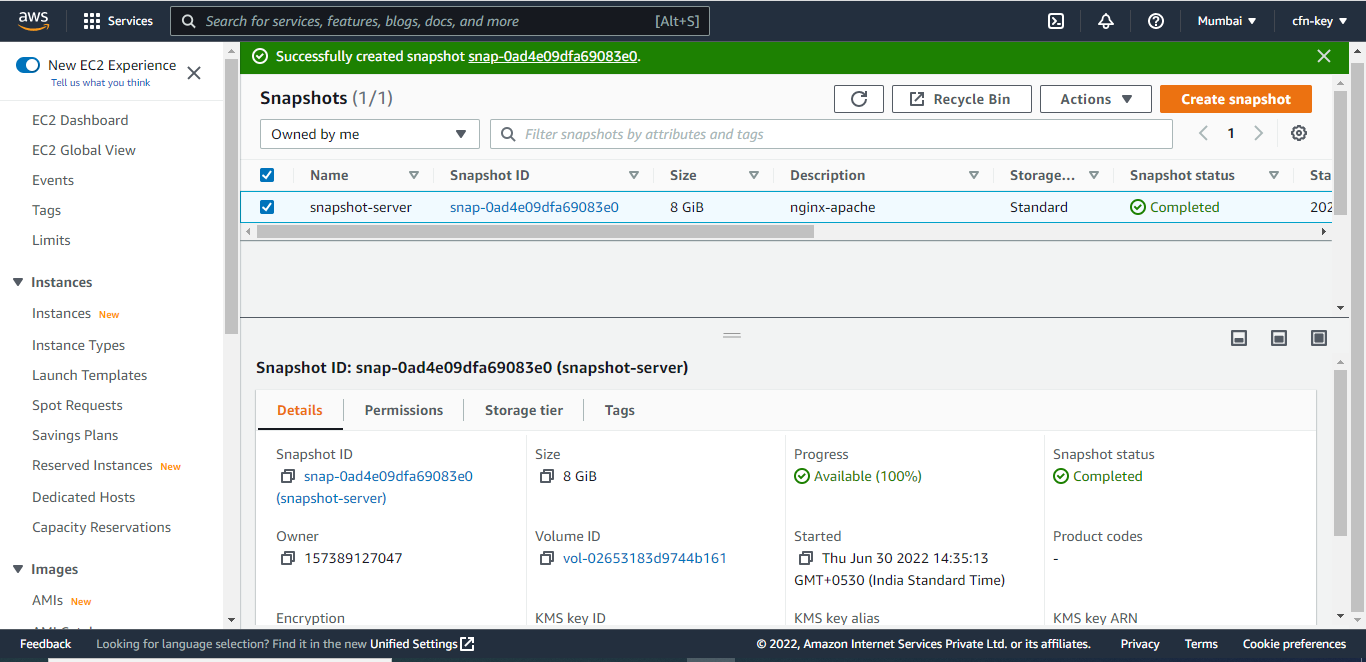 aws
Services
Search for services, features, blogs, docs, and more
[Alt+S]
Mumbai
cfn-key
New EC2 Experience
Tell us what you think
EC2 Dashboard
EC2 Global View
Events
Tags
Limits
Instances
Instances New
Instance Types
Launch Templates
Spot Requests
Savings Plans
Reserved Instances New
Dedicated Hosts
Capacity Reservations
Images
AMIs New
Successfully created snapshot snap-0ad4e09dfa69083e0.
Snapshots (1/1)
Recycle Bin
Actions
Create snapshot
Owned by me
Filter snapshots by attributes and tags
1
Name Snapshot ID Size Description Storage... Snapshot status Sta
snapshot-server snap-0ad4e09dfa69083e0 8 GiB nginx-apache Standard Completed 202
Snapshot ID: snap-0ad4e09dfa69083e0 (snapshot-server)
Details Permissions Storage tier Tags
Snapshot ID
snap-0ad4e09dfa69083e0
(snapshot-server)
Size
8 GiB
Progress
Available (100%)
Snapshot status
Completed
Owner
157389127047
Volume ID
vol-02653183d9744b161
Started
Thu Jun 30 2022 14:35:13
GMT+0530 (India Standard Time)
Product codes
-
Encryption
KMS key ID
KMS key alias
KMS key ARN
Feedback
Looking for language selection? Find it in the new Unified Settings
© 2022, Amazon Internet Services Private Ltd. or its affiliates.
Privacy
Terms
Cookie preferences